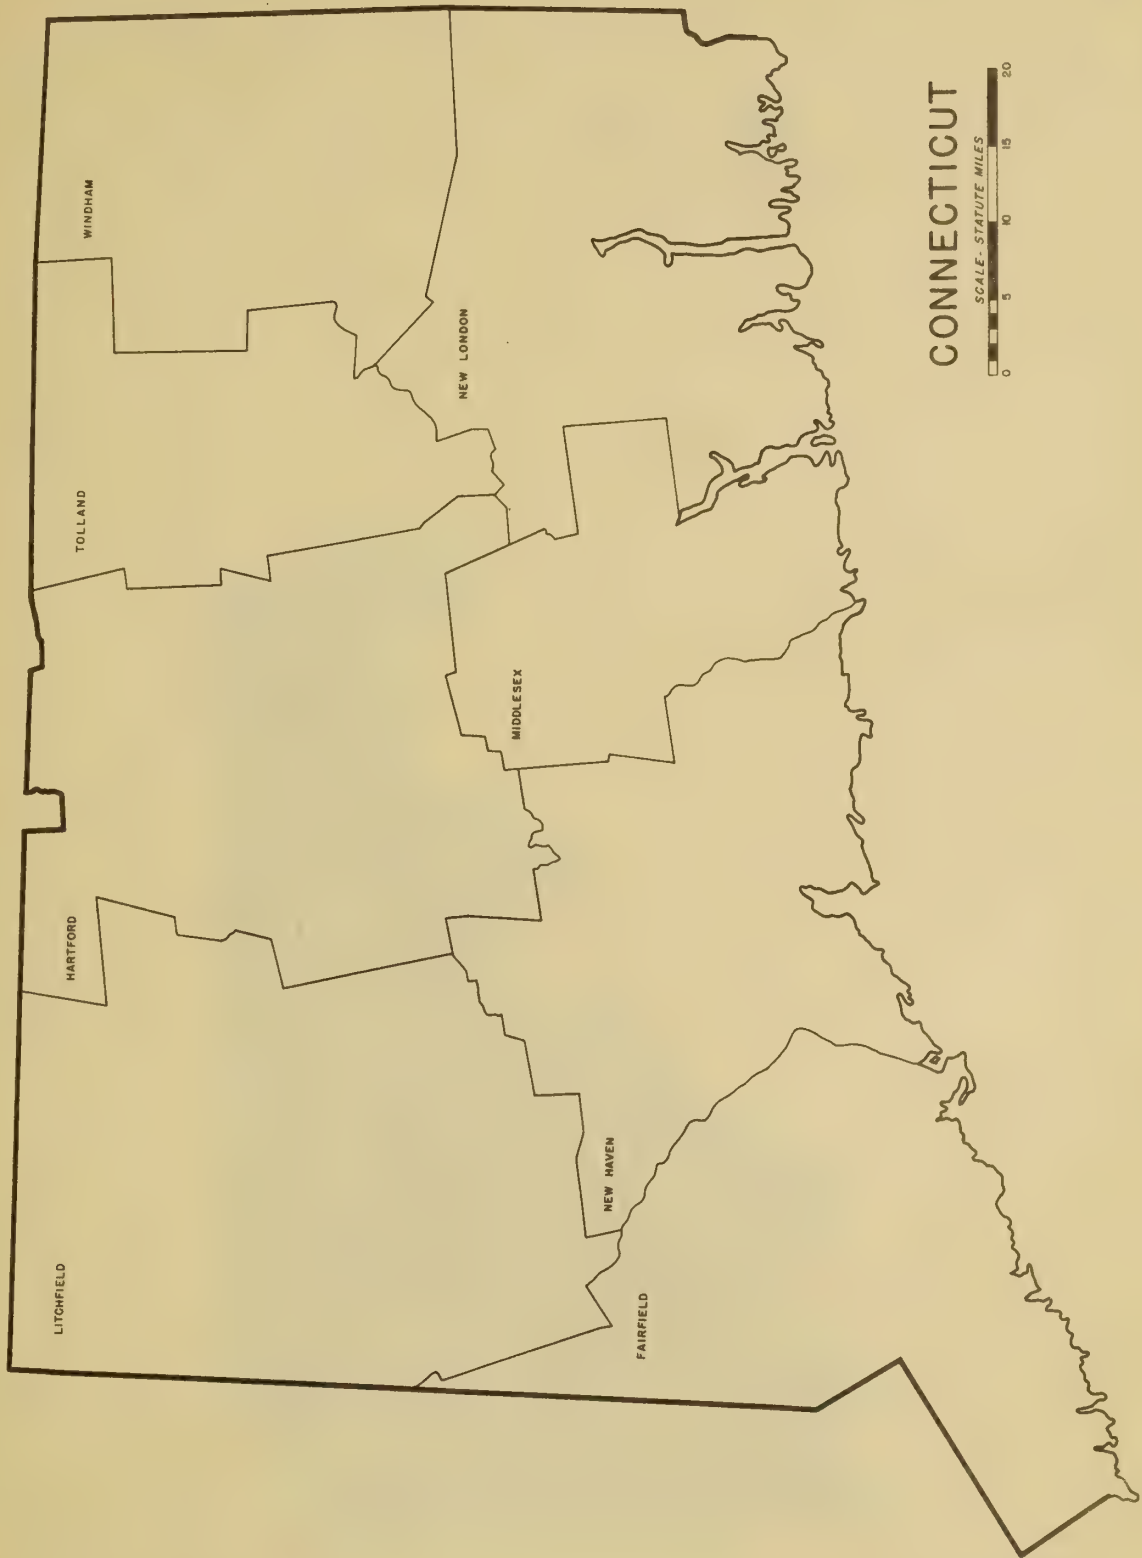 LITCHFIELD
HARTFORD
TOLLAND
WINDHAM
NEW LONDON
MIDDLESEX
NEW HAVEN
FAIRFIELD
CONNECTICUT
SCALE - STATUTE MILES
0 5 10 15 20